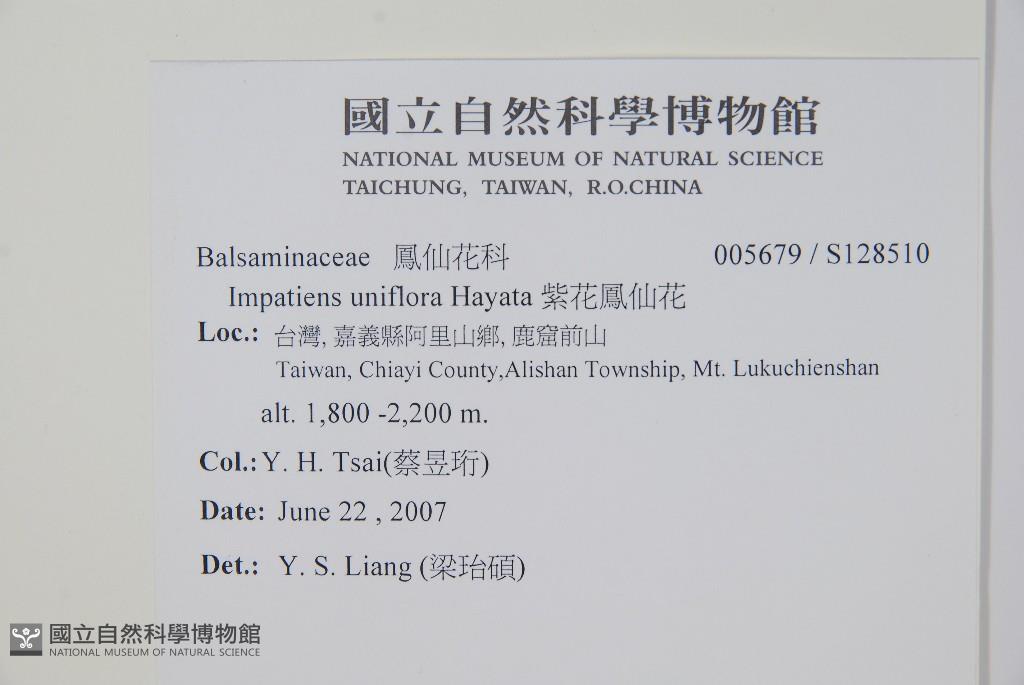 國立自然科學博物館
NATIONAL MUSEUM OF NATURAL SCIENCE
TAICHUNG, TAIWAN, R.O.CHINA
Balsaminaceae 鳳仙花科 005679 / S128510
Impatiens uniflora Hayata 紫花鳳仙花
Loc.: 台灣, 嘉義縣阿里山鄉, 鹿窟前山
Taiwan, Chiayi County,Alishan Township, Mt. Lukuchienshan
alt. 1,800 -2,200 m.
Col.: Y. H. Tsai(蔡昱珩)
Date: June 22 , 2007
Det.: Y. S. Liang (梁珆碩)
國立自然科學博物館
NATIONAL MUSEUM OF NATURAL SCIENCE